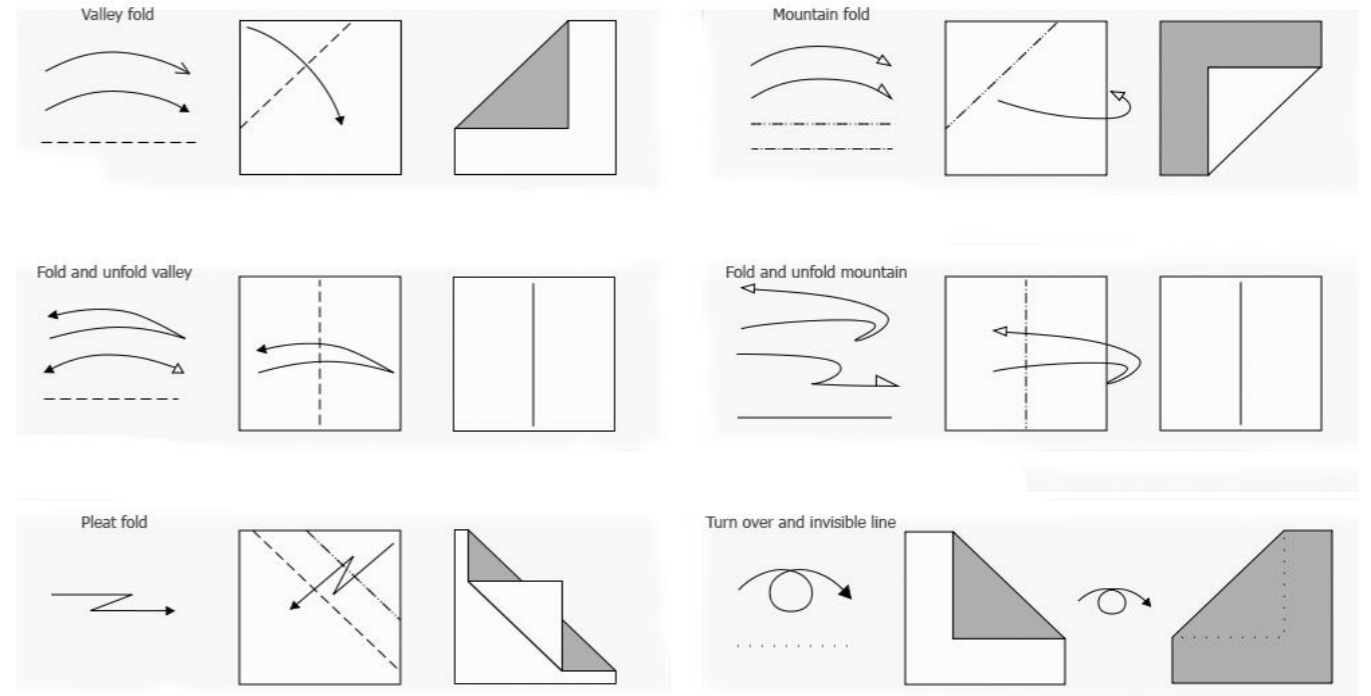 Valley fold
Mountain fold
Fold and unfold valley
Fold and unfold mountain
Pleat fold
Turn over and invisible line